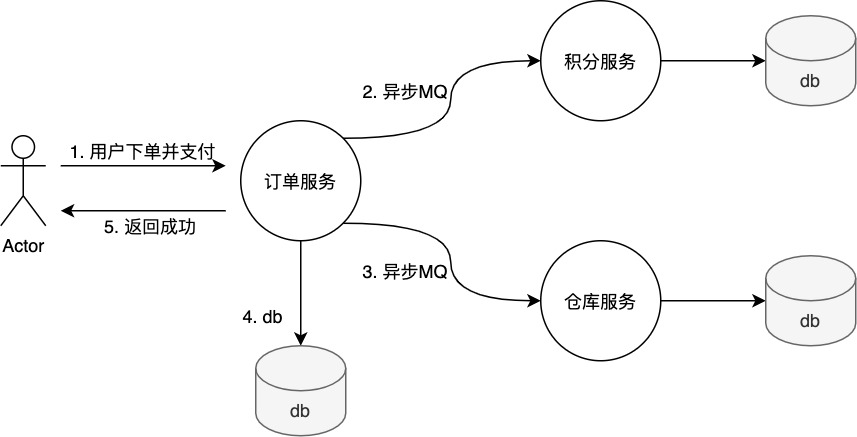 积分服务
db
2. 异步MQ
1. 用户下单并支付
订单服务
5. 返回成功
Actor
3. 异步MQ
仓库服务
db
4. db
db